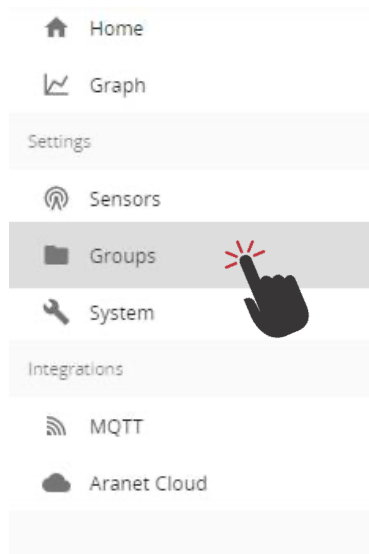 Home
Graph
Settings
Sensors
Groups
System
Integrations
MQTT
Aranet Cloud